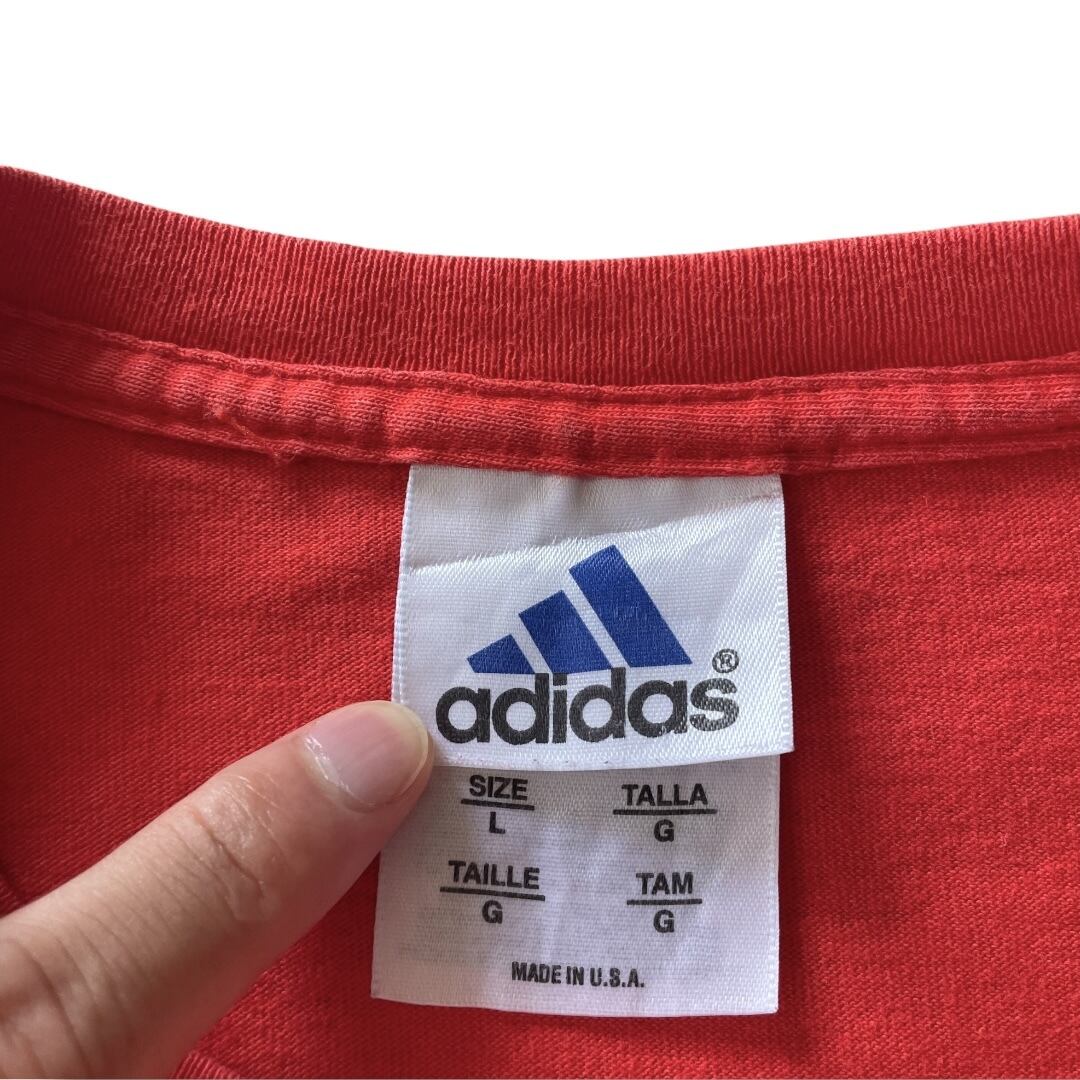 adidas®
SIZE TALLA
L G
TAILLE TAM
G G
MADE IN U.S.A.